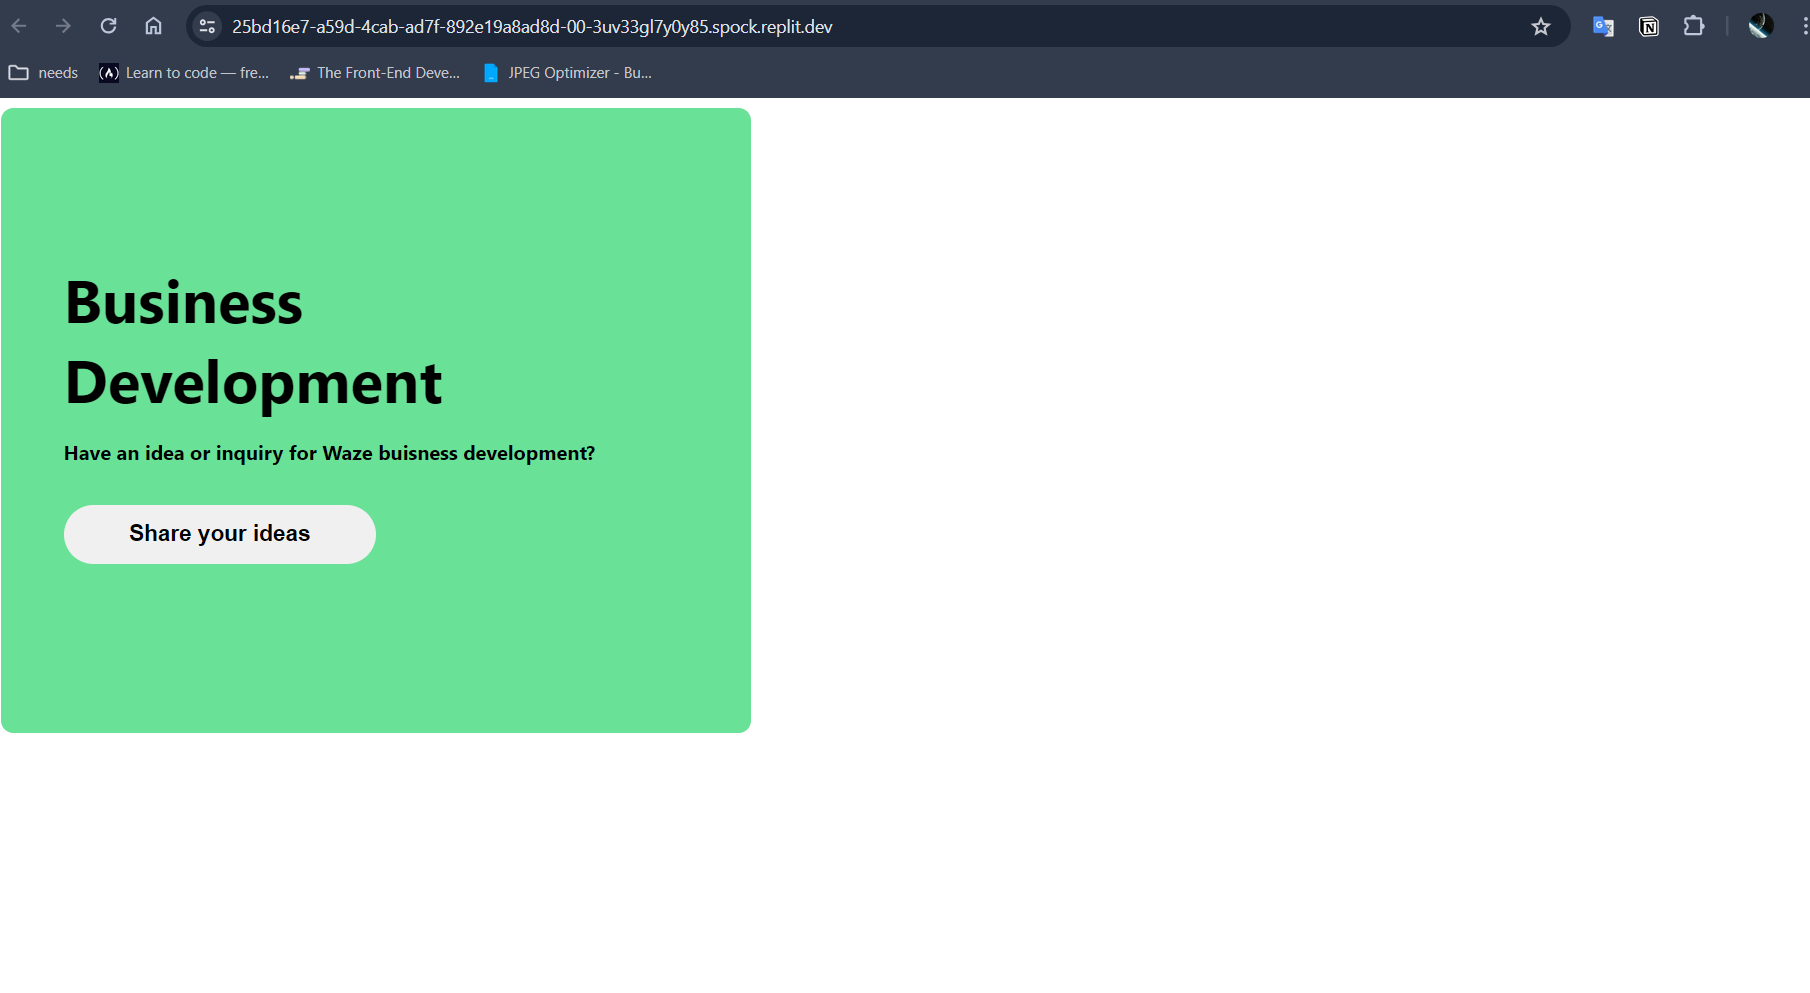 25bd16e7-a59d-4cab-ad7f-892e19a8ad8d-00-3uv33gl7y0y85.spock.replit.dev
needs
Learn to code — fre...
The Front-End Deve...
JPEG Optimizer - Bu...
Business
Development
Have an idea or inquiry for Waze buisness development?
Share your ideas